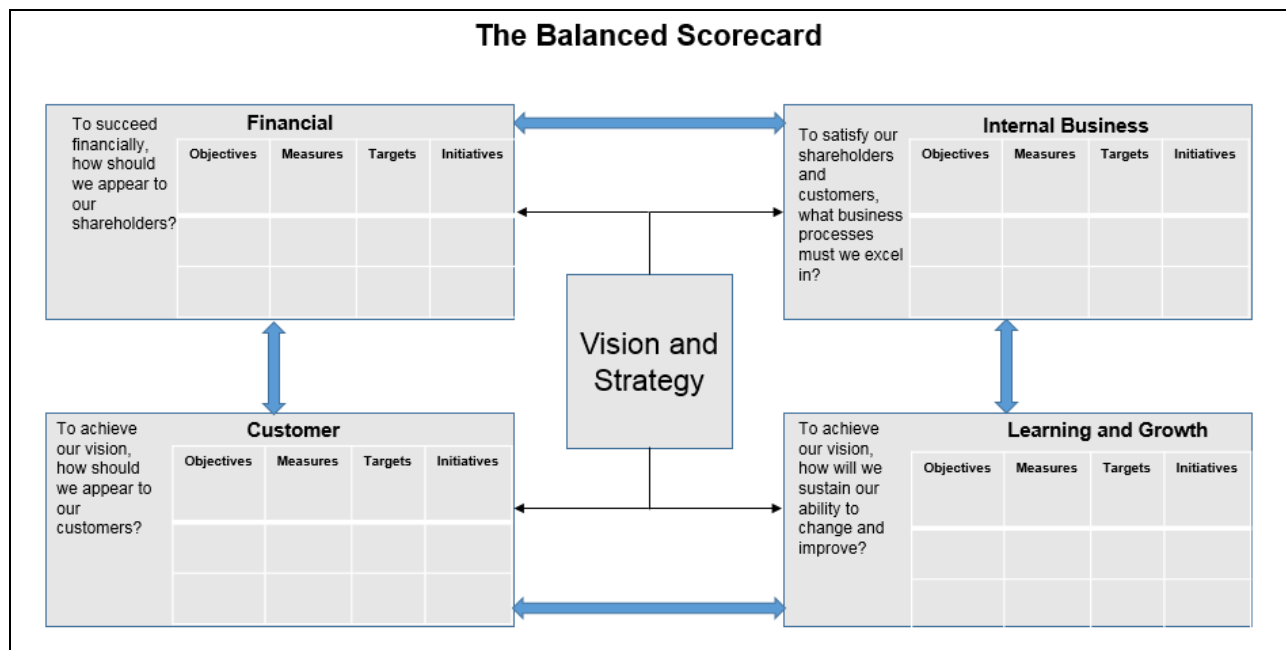 The Balanced Scorecard
To succeed
financially,
how should
we appear to
our
shareholders?
Financial
Objectives Measures Targets Initiatives
To satisfy our
shareholders
and
customers,
what business
processes
must we excel
in?
Internal Business
Objectives Measures Targets Initiatives
Vision and
Strategy
To achieve
our vision,
how should
we appear to
our
customers?
Customer
Objectives Measures Targets Initiatives
To achieve
our vision,
how will we
sustain our
ability to
change and
improve?
Learning and Growth
Objectives Measures Targets Initiatives